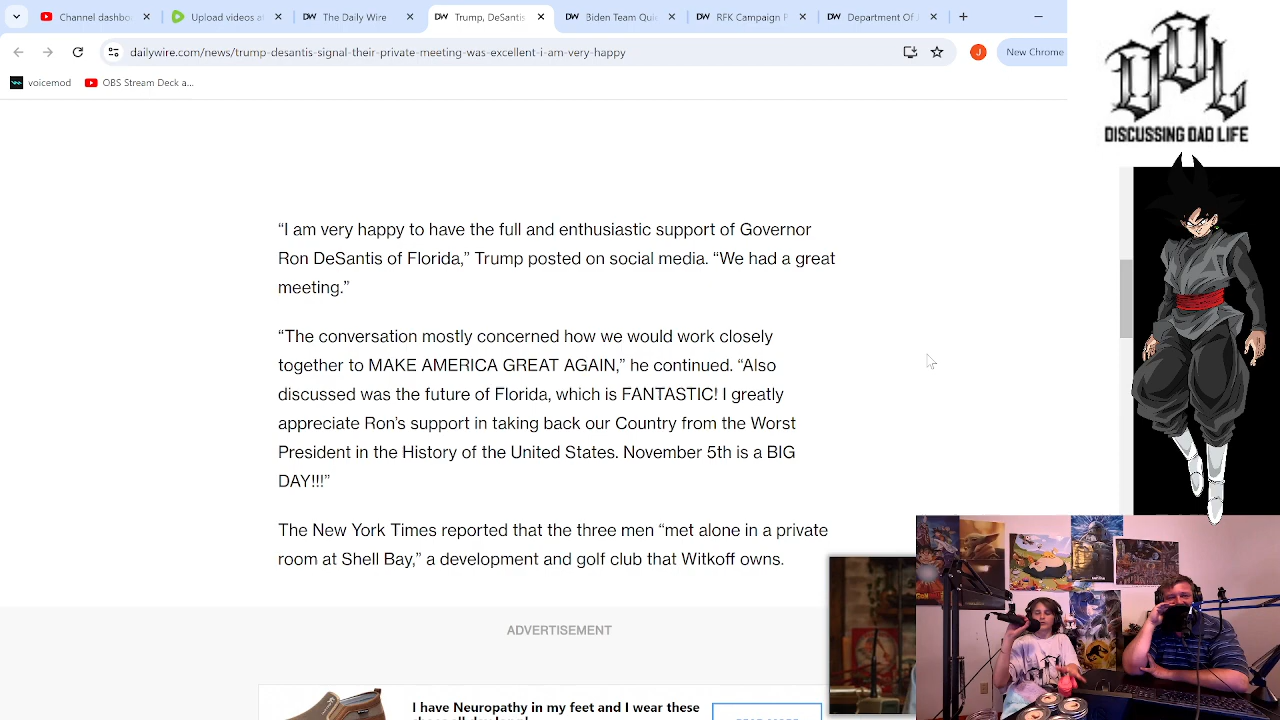 Channel dashbo
Upload videos a
The Daily Wire
Trump, DeSantis
Biden Team Qui
RFK Campaign P
Department Of J
dailywire.com/news/trump-desantis-signal-their-private-meeting-was-excellent-i-am-very-happy
J
New Chrome
voicemod
OBS Stream Deck a...
DDL
DISCUSSING DAD LIFE
“I am very happy to have the full and enthusiastic support of Governor
Ron DeSantis of Florida,” Trump posted on social media. “We had a great
meeting.”
“The conversation mostly concerned how we would work closely
together to MAKE AMERICA GREAT AGAIN,” he continued. “Also
discussed was the future of Florida, which is FANTASTIC! I greatly
appreciate Ron’s support in taking back our Country from the Worst
President in the History of the United States. November 5th is a BIG
DAY!!!”
The New York Times reported that the three men “met alone in a private
room at Shell Bay,” a development and golf club that Witkoff owns.
ADVERTISEMENT
I have Neuropathy in my feet and I wear these